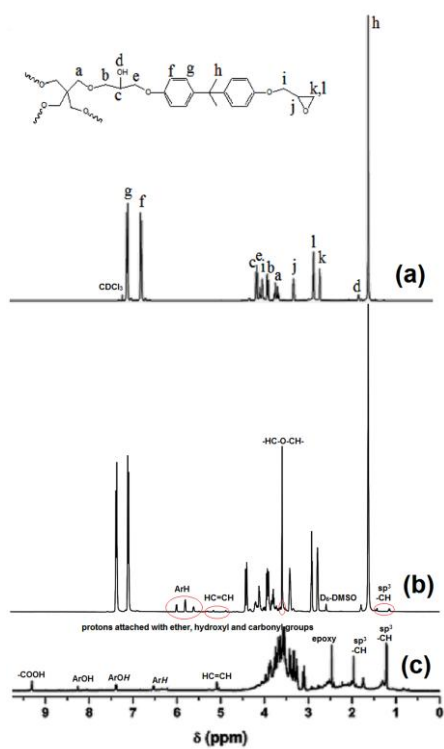 h
d
a OH f g h i
b e k,l
c O O O j O
O O
g
f
l
c e i b a j k
CDCl3 d
(a)
-HC-O-CH-
ArH HC=CH D6-DMSO sp3 -CH
(b)
protons attached with ether, hydroxyl and carbonyl groups
epoxy sp3 -CH sp3 -CH
-COOH ArOH ArOH ArH HC=CH
(c)
9 8 7 6 5 4 3 2 1 0
δ (ppm)